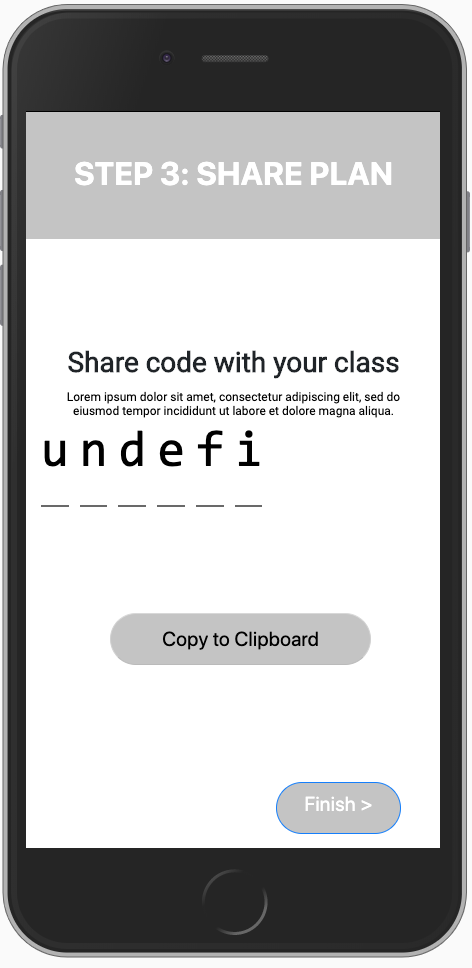 STEP 3: SHARE PLAN
Share code with your class
Lorem ipsum dolor sit amet, consectetur adipiscing elit, sed do
eiusmod tempor incididunt ut labore et dolore magna aliqua.
undefi
Copy to Clipboard
Finish >